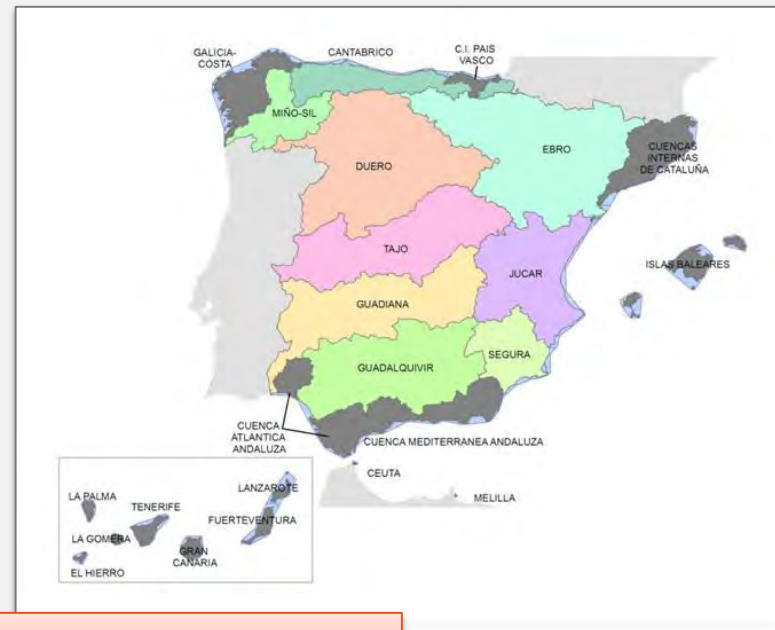 GALICIA-
COSTA
CANTABRICO
C.I. PAIS
VASCO
MIÑO-SIL
DUERO
EBRO
CUENCAS
INTERNAS
DE CATALUÑA
TAJO
JUCAR
ISLAS BALEARES
GUADIANA
SEGURA
GUADALQUIVIR
CUENCA
ATLANTICA
ANDALUZA
CUENCA MEDITERRANEA ANDALUZA
CEUTA
MELILLA
LA PALMA
TENERIFE
LANZAROTE
FUERTEVENTURA
LA GOMERA
GRAN
CANARIA
EL HIERRO